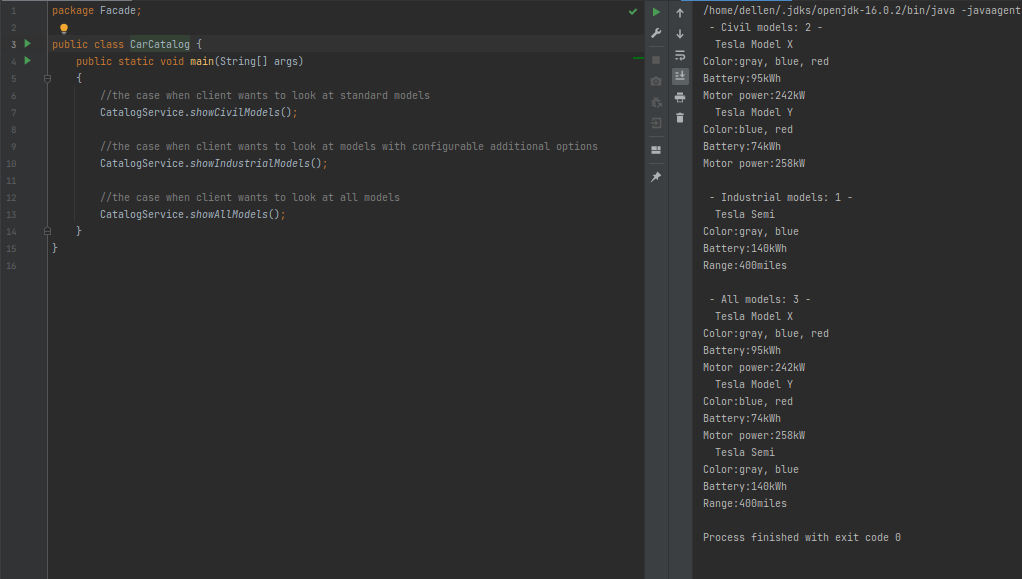 1 package Facade;
2
3 public class CarCatalog {
4 public static void main(String[] args)
5 {
6 //the case when client wants to look at standard models
7 CatalogService.showCivilModels();
8
9 //the case when client wants to look at models with configurable additional options
10 CatalogService.showIndustrialModels();
11
12 //the case when client wants to look at all models
13 CatalogService.showAllModels();
14 }
15 }
16
/home/dellen/.jdks/openjdk-16.0.2/bin/java -javaagent
- Civil models: 2 -
Tesla Model X
Color:gray, blue, red
Battery:95kWh
Motor power:242kW
Tesla Model Y
Color:blue, red
Battery:74kWh
Motor power:258kW
- Industrial models: 1 -
Tesla Semi
Color:gray, blue
Battery:140kWh
Range:400miles
- All models: 3 -
Tesla Model X
Color:gray, blue, red
Battery:95kWh
Motor power:242kW
Tesla Model Y
Color:blue, red
Battery:74kWh
Motor power:258kW
Tesla Semi
Color:gray, blue
Battery:140kWh
Range:400miles
Process finished with exit code 0